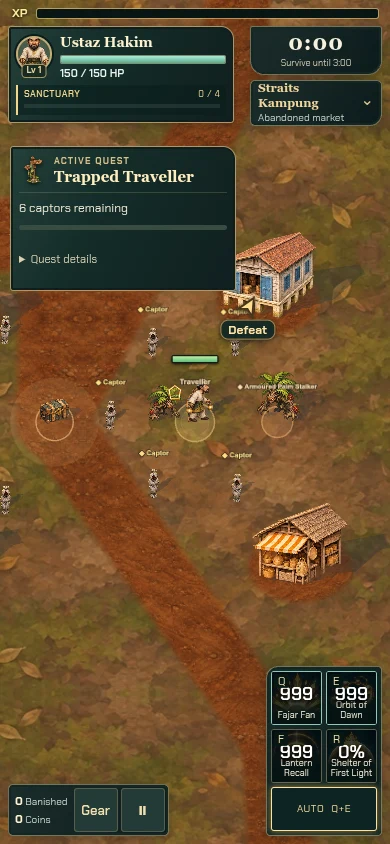 XP
Ustaz Hakim
Lv 1
150 / 150 HP
SANCTUARY 0 / 4
0:00
Survive until 3:00
Straits
Kampung
Abandoned market
ACTIVE QUEST
Trapped Traveller
6 captors remaining
Quest details
Captor
Defeat
Captor
Traveller
Armoured Palm Stalker
Captor
Captor
Q
999
Fajar Fan
E
999
Orbit of
Dawn
F
999
Lantern
Recall
R
0%
Shelter of
First Light
0 Banished
0 Coins
Gear
AUTO Q+E